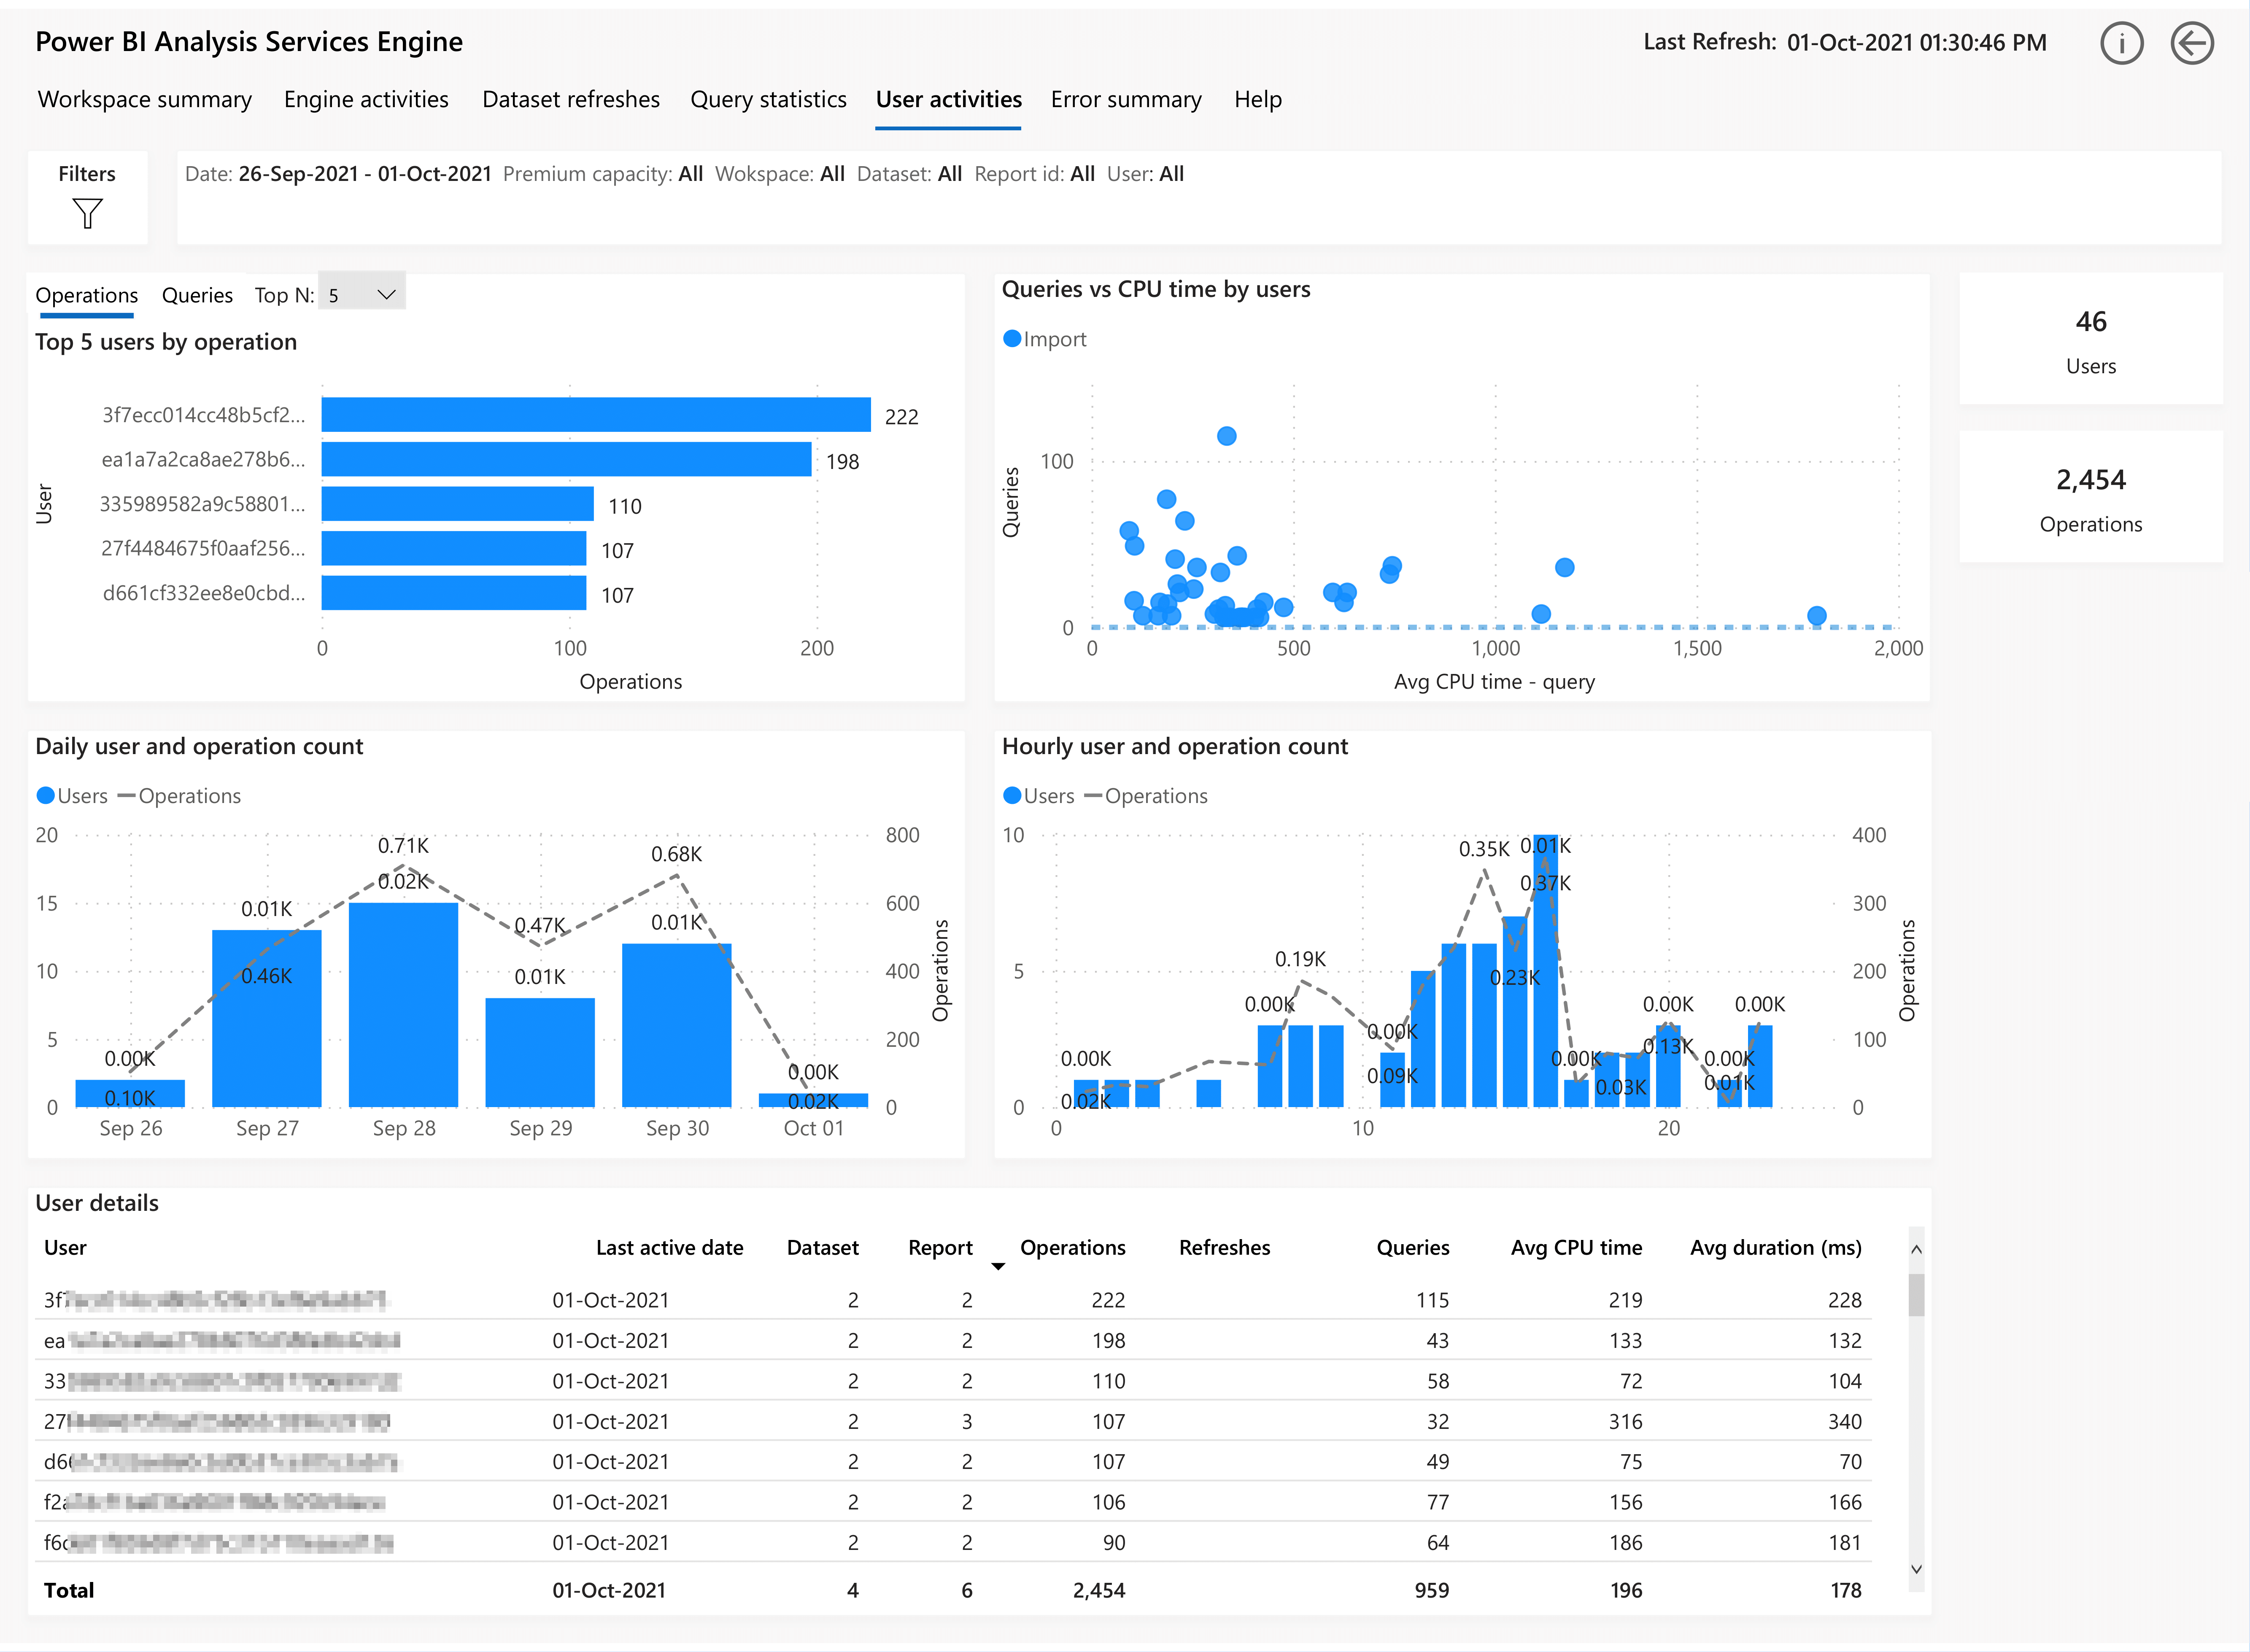 Power BI Analysis Services Engine
Last Refresh: 01-Oct-2021 01:30:46 PM
Workspace summary Engine activities Dataset refreshes Query statistics User activities Error summary Help
Filters
Date: 26-Sep-2021 - 01-Oct-2021 Premium capacity: All Wokspace: All Dataset: All Report id: All User: All
Operations Queries Top N: 5
Top 5 users by operation
User
3f7ecc014cc48b5cf2... 222
ea1a7a2ca8ae278b6... 198
335989582a9c58801... 110
27f4484675f0aaf256... 107
d661cf332ee8e0cbd... 107
0 100 200
Operations
Queries vs CPU time by users
Import
Queries
100
0
0 500 1,000 1,500 2,000
Avg CPU time - query
46
Users
2,454
Operations
Daily user and operation count
Users Operations
20
15
10
5
0
0.00K
0.10K
0.01K
0.46K
0.71K
0.02K
0.47K
0.01K
0.68K
0.01K
0.00K
0.02K
800
600
400
200
0
Operations
Sep 26 Sep 27 Sep 28 Sep 29 Sep 30 Oct 01
Hourly user and operation count
Users Operations
10
5
0
0.00K
0.02K
0.00K
0.19K
0.00K
0.09K
0.35K
0.23K
0.01K
0.37K
0.00K
0.03K
0.00K
0.13K
0.00K
0.01K
0.00K
400
300
200
100
0
Operations
0 10 20
User details
User Last active date Dataset Report Operations Refreshes Queries Avg CPU time Avg duration (ms)
01-Oct-2021 2 2 222 115 219 228
ea 01-Oct-2021 2 2 198 43 133 132
33 01-Oct-2021 2 2 110 58 72 104
27 01-Oct-2021 2 3 107 32 316 340
01-Oct-2021 2 2 107 49 75 70
01-Oct-2021 2 2 106 77 156 166
01-Oct-2021 2 2 90 64 186 181
Total 01-Oct-2021 4 6 2,454 959 196 178